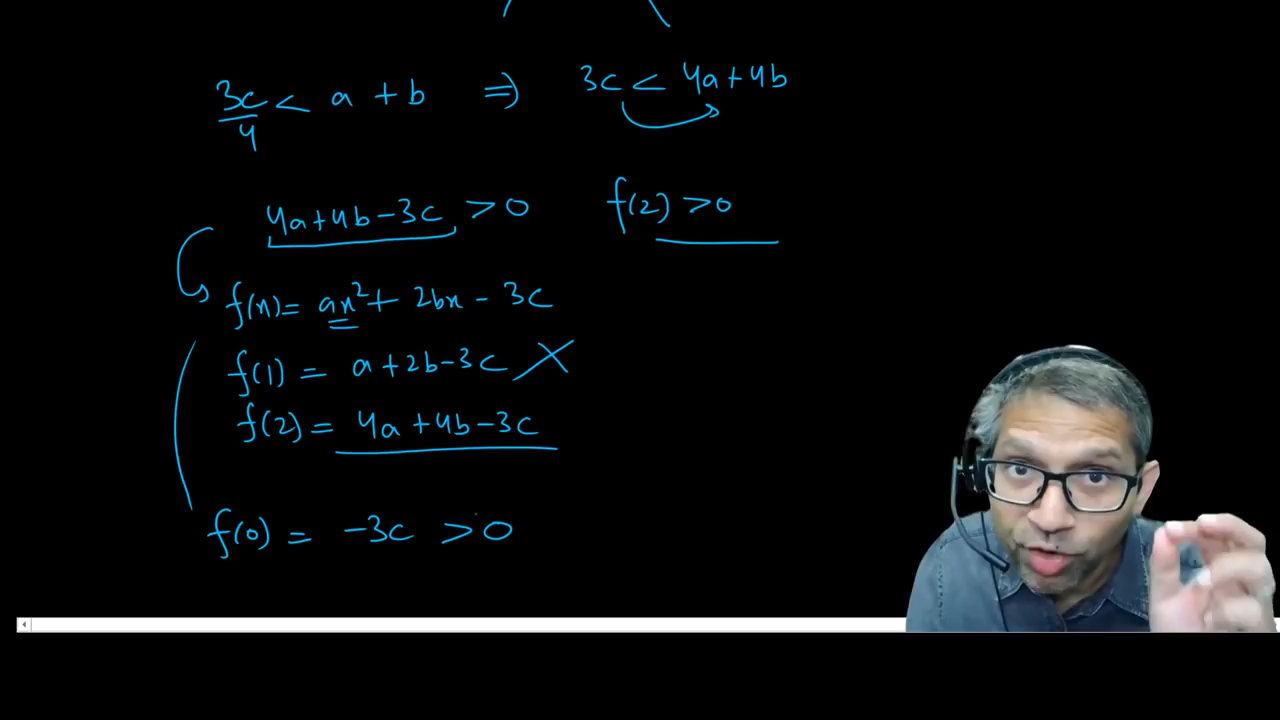 3c/4 < a + b ⇒ 3c < 4a+4b
4a+4b-3c > 0 f(2) > 0
f(x) = ax²+ 2bx - 3c
f(1) = a+2b-3c ×
f(2) = 4a+4b-3c
f(0) = -3c > 0